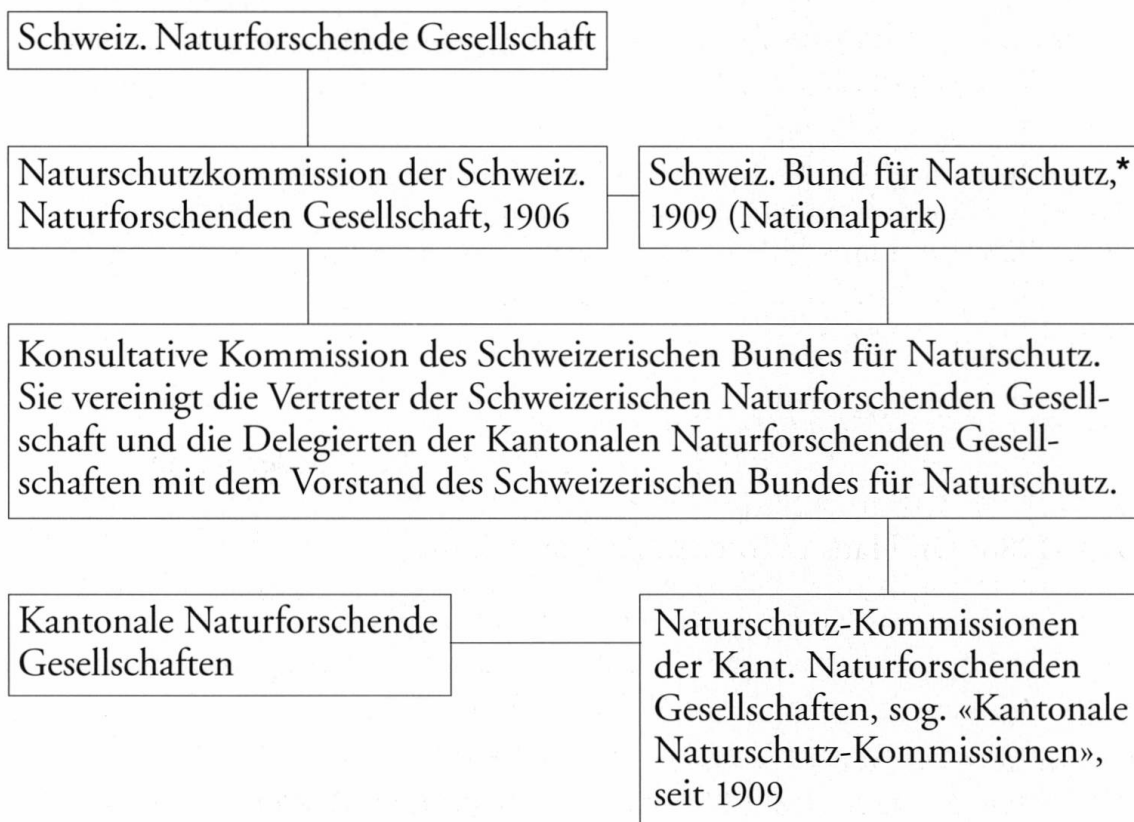 Schweiz. Naturforschende Gesellschaft
Naturschutzkommission der Schweiz.
Naturforschenden Gesellschaft, 1906
Schweiz. Bund für Naturschutz,*
1909 (Nationalpark)
Konsultative Kommission des Schweizerischen Bundes für Naturschutz.
Sie vereinigt die Vertreter der Schweizerischen Naturforschenden Gesell-
schaft und die Delegierten der Kantonalen Naturforschenden Gesell-
schaften mit dem Vorstand des Schweizerischen Bundes für Naturschutz.
Kantonale Naturforschende
Gesellschaften
Naturschutz-Kommissionen
der Kant. Naturforschenden
Gesellschaften, sog. «Kantonale
Naturschutz-Kommissionen»,
seit 1909